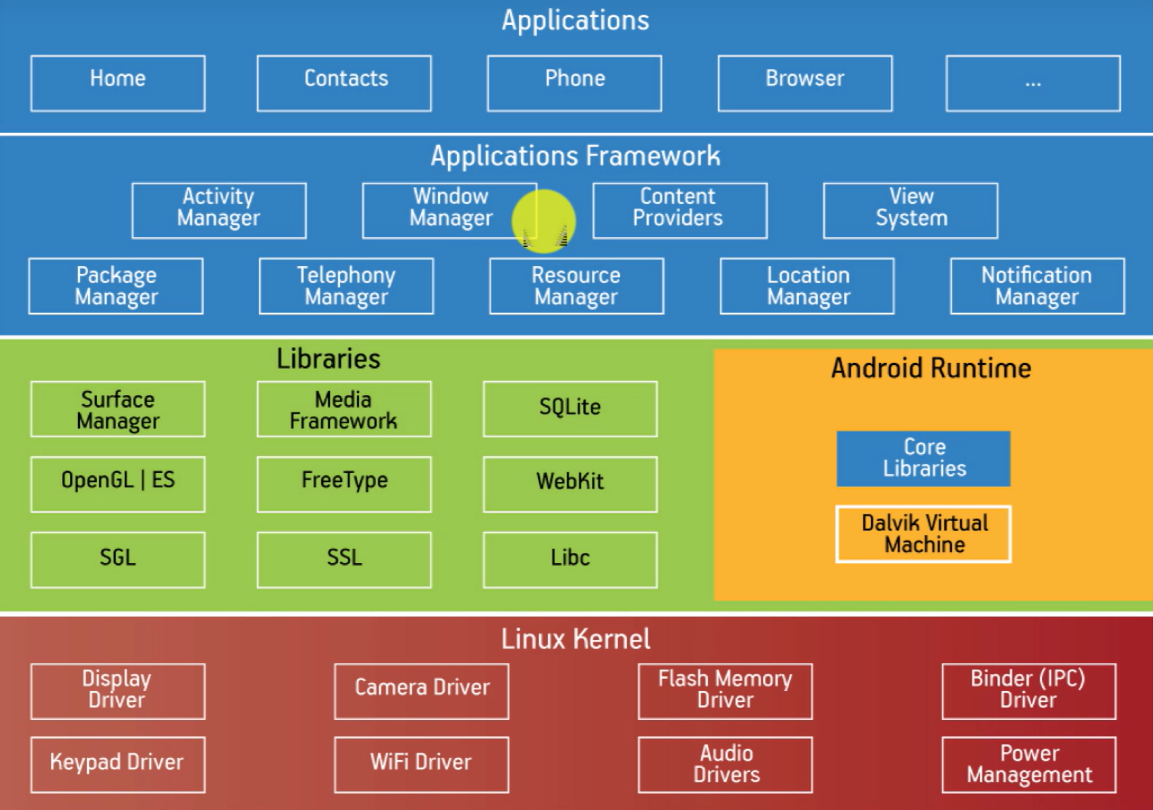 Applications
Home
Contacts
Phone
Browser
...
Applications Framework
Activity
Manager
Window
Manager
Content
Providers
View
System
Package
Manager
Telephony
Manager
Resource
Manager
Location
Manager
Notification
Manager
Libraries
Surface
Manager
Media
Framework
SQLite
OpenGL | ES
FreeType
WebKit
SGL
SSL
Libc
Android Runtime
Core
Libraries
Dalvik Virtual
Machine
Linux Kernel
Display
Driver
Camera Driver
Flash Memory
Driver
Binder (IPC)
Driver
Keypad Driver
WiFi Driver
Audio
Drivers
Power
Management